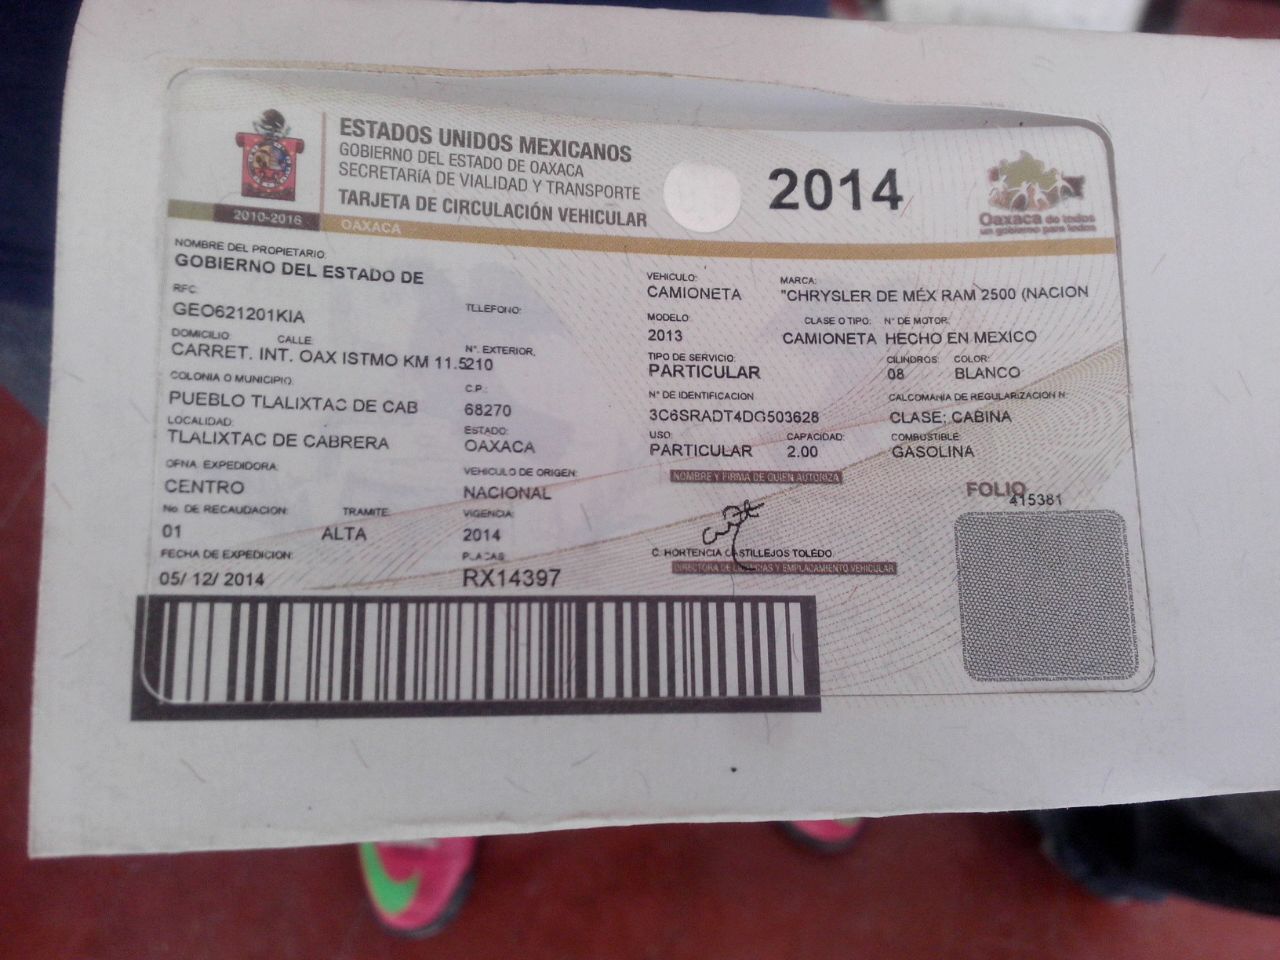 ESTADOS UNIDOS MEXICANOS
GOBIERNO DEL ESTADO DE OAXACA
SECRETARÍA DE VIALIDAD Y TRANSPORTE
TARJETA DE CIRCULACIÓN VEHICULAR
2010-2016
OAXACA
2014
Oaxaca de todos
un gobierno para todos
NOMBRE DEL PROPIETARIO:
GOBIERNO DEL ESTADO DE
RFC:
GEO621201KIA
TELEFONO:
DOMICILIO CALLE
N°. EXTERIOR.
CARRET. INT. OAX ISTMO KM 11.5210
COLONIA O MUNICIPIO:
C.P.:
PUEBLO TLALIXTAC DE CAB
68270
LOCALIDAD:
ESTADO:
TLALIXTAC DE CABRERA
OAXACA
OFNA. EXPEDIDORA:
VEHICULO DE ORIGEN:
CENTRO
NACIONAL
No. DE RECAUDACION: TRAMITE: VIGENCIA:
01 ALTA 2014
FECHA DE EXPEDICION:
PLACAS:
05/ 12/ 2014
RX14397
VEHICULO: MARCA:
CAMIONETA "CHRYSLER DE MÉX RAM 2500 (NACION
MODELO: CLASE O TIPO: N° DE MOTOR:
2013 CAMIONETA HECHO EN MEXICO
TIPO DE SERVICIO: CILINDROS: COLOR:
PARTICULAR 08 BLANCO
N° DE IDENTIFICACION CALCOMANIA DE REGULARIZACION N:
3C6SRADT4DG503628 CLASE; CABINA
USO: CAPACIDAD: COMBUSTIBLE:
PARTICULAR 2.00 GASOLINA
NOMBRE Y FIRMA DE QUIEN AUTORIZA
FOLIO
415381
C. HORTENCIA CASTILLEJOS TOLEDO
DIRECTORA DE LICENCIAS Y EMPLACAMIENTO VEHICULAR